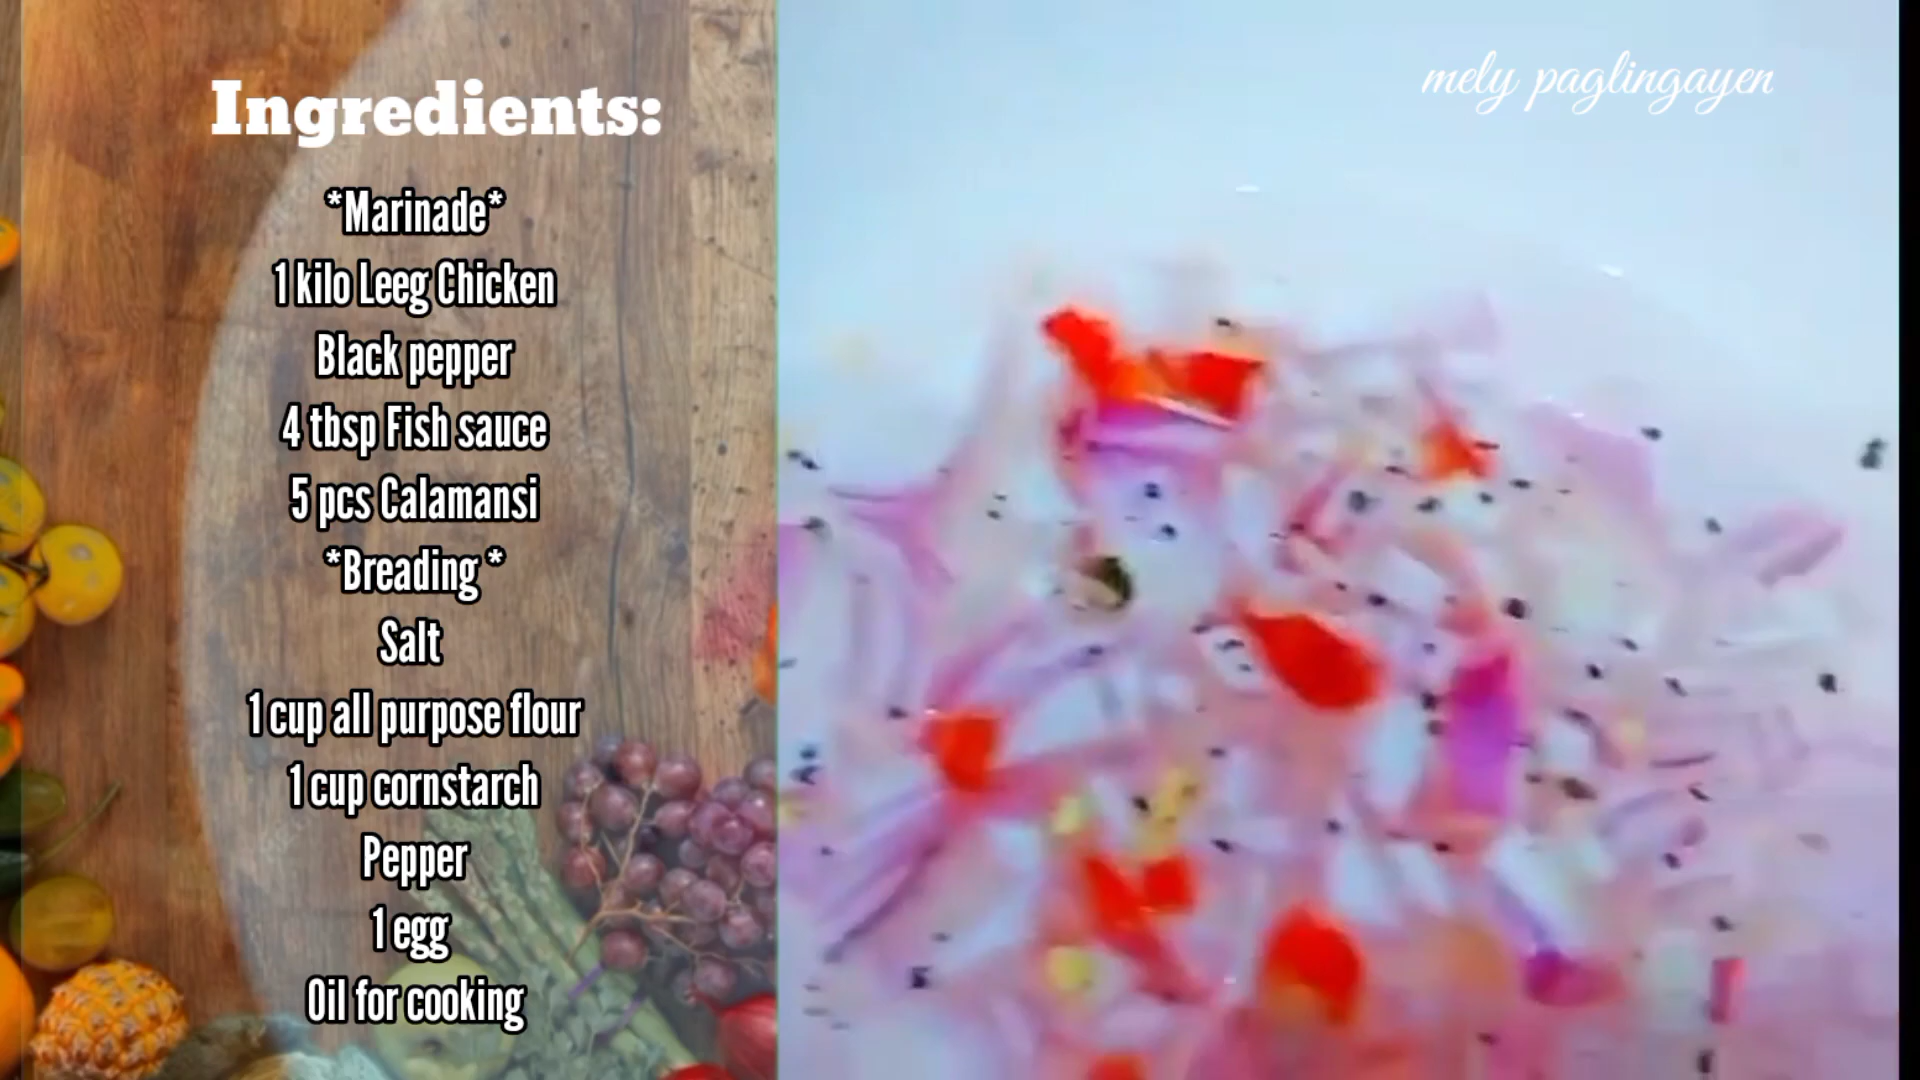 mely paglingayen
Ingredients:
*Marinade*
1 kilo Leeg Chicken
Black pepper
4 tbsp Fish sauce
5 pcs Calamansi
*Breading *
Salt
1 cup all purpose flour
1 cup cornstarch
Pepper
1 egg
Oil for cooking